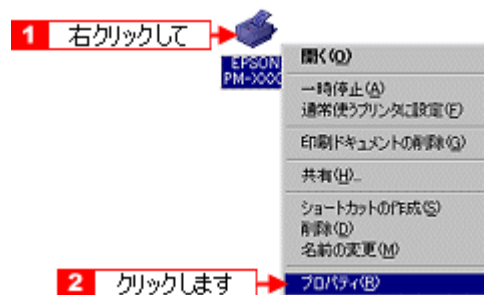 1 右クリックして
EPSON
PM-XXXX
開く(O)
一時停止(A)
通常使うプリンタに設定(F)
印刷ドキュメントの削除(G)
共有(H)...
ショートカットの作成(S)
削除(D)
名前の変更(M)
2 クリックします
プロパティ(R)